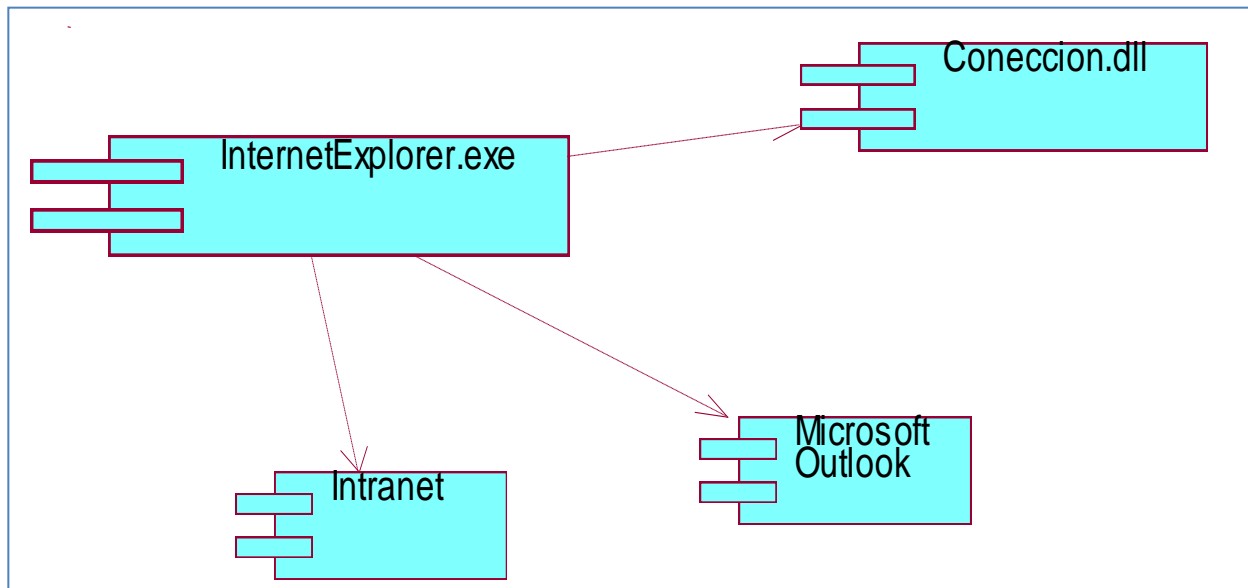 Coneccion.dll
InternetExplorer.exe
Microsoft
Outlook
Intranet